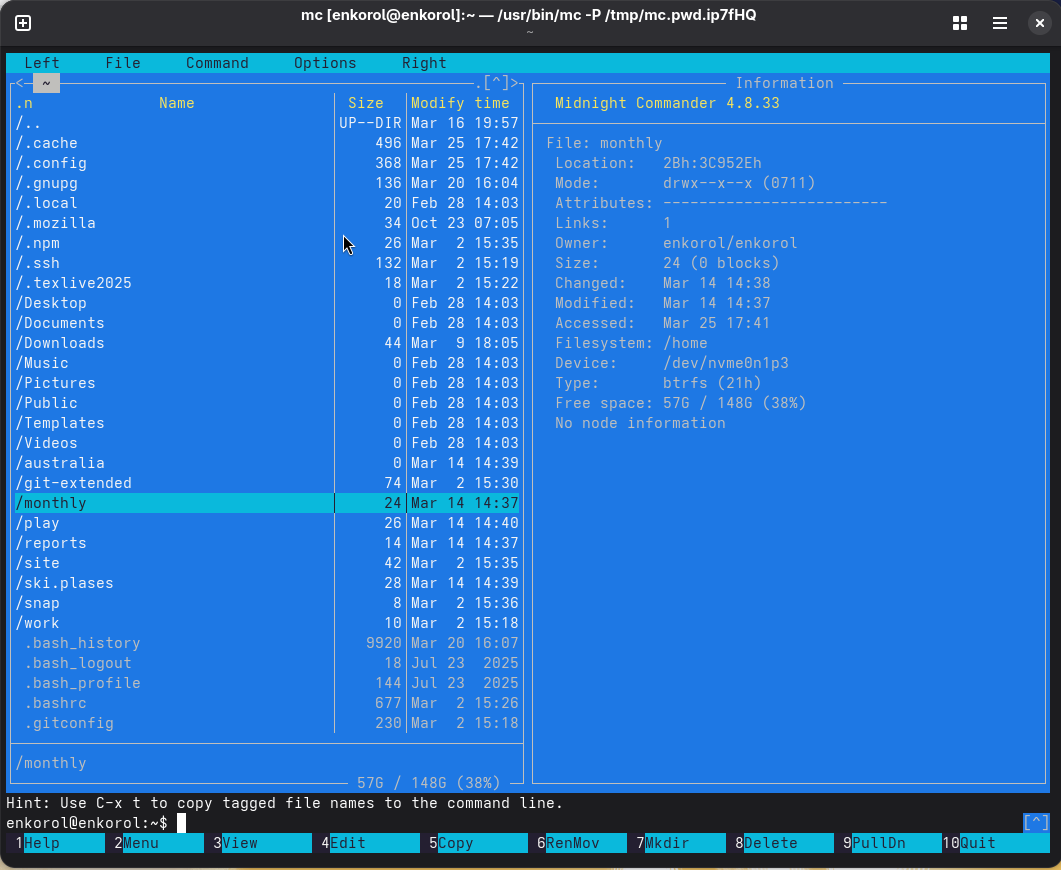 mc [enkorol@enkorol]:~ — /usr/bin/mc -P /tmp/mc.pwd.ip7fHQ
~
Left File Command Options Right
<─ ~ .[^]>
.n Name Size Modify time
/.. UP--DIR Mar 16 19:57
/.cache 496 Mar 25 17:42
/.config 368 Mar 25 17:42
/.gnupg 136 Mar 20 16:04
/.local 20 Feb 28 14:03
/.mozilla 34 Oct 23 07:05
/.npm 26 Mar 2 15:35
/.ssh 132 Mar 2 15:19
/.texlive2025 18 Mar 2 15:22
/Desktop 0 Feb 28 14:03
/Documents 0 Feb 28 14:03
/Downloads 44 Mar 9 18:05
/Music 0 Feb 28 14:03
/Pictures 0 Feb 28 14:03
/Public 0 Feb 28 14:03
/Templates 0 Feb 28 14:03
/Videos 0 Feb 28 14:03
/australia 0 Mar 14 14:39
/git-extended 74 Mar 2 15:30
/monthly 24 Mar 14 14:37
/play 26 Mar 14 14:40
/reports 14 Mar 14 14:37
/site 42 Mar 2 15:35
/ski.plases 28 Mar 14 14:39
/snap 8 Mar 2 15:36
/work 10 Mar 2 15:18
.bash_history 9920 Mar 20 16:07
.bash_logout 18 Jul 23 2025
.bash_profile 144 Jul 23 2025
.bashrc 677 Mar 2 15:26
.gitconfig 230 Mar 2 15:18
/monthly
57G / 148G (38%)
Information
Midnight Commander 4.8.33
File: monthly
Location: 2Bh:3C952Eh
Mode: drwx--x--x (0711)
Attributes: -------------------------
Links: 1
Owner: enkorol/enkorol
Size: 24 (0 blocks)
Changed: Mar 14 14:38
Modified: Mar 14 14:37
Accessed: Mar 25 17:41
Filesystem: /home
Device: /dev/nvme0n1p3
Type: btrfs (21h)
Free space: 57G / 148G (38%)
No node information
Hint: Use C-x t to copy tagged file names to the command line.
enkorol@enkorol:~$ [^]
1Help 2Menu 3View 4Edit 5Copy 6RenMov 7Mkdir 8Delete 9PullDn 10Quit